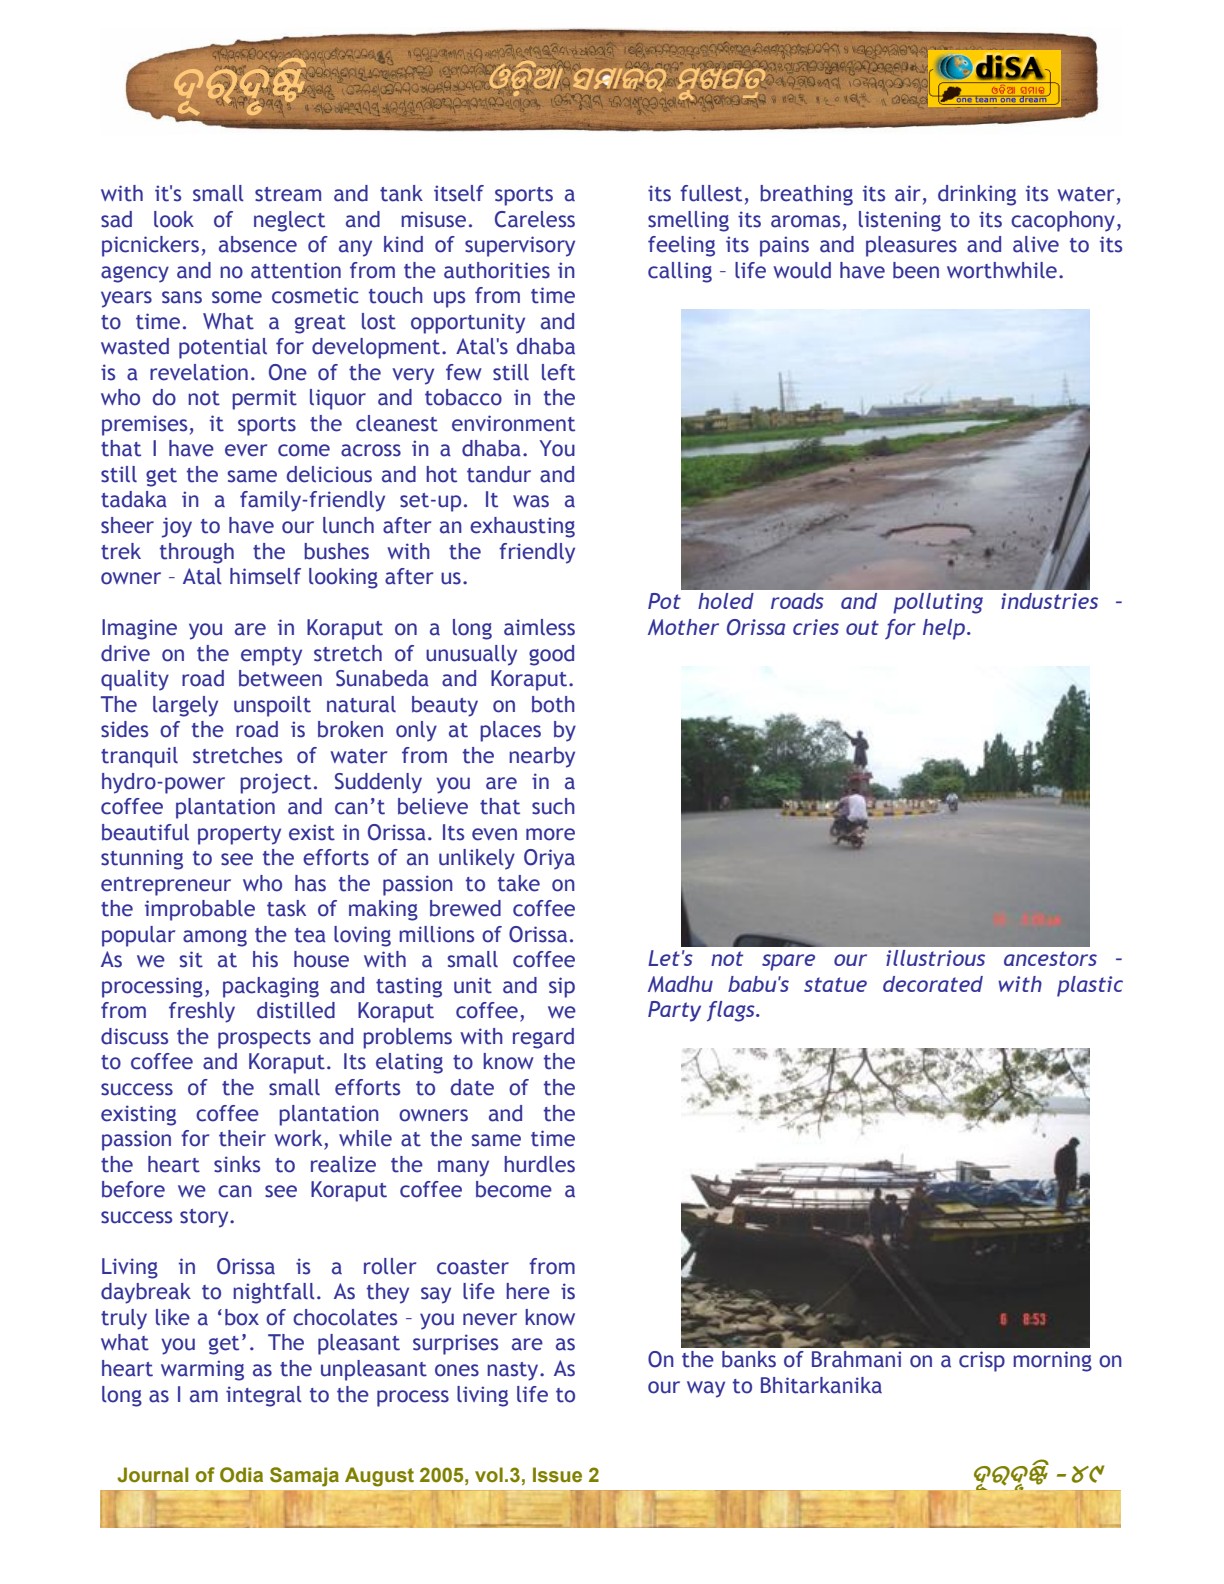 ଦୂରଦୃଷ୍ଟି
ଓଡ଼ିଆ ସମାଜର ମୁଖପତ୍ର
diSA
ଓଡ଼ିଆ ସମାଜ
one team one dream
with it's small stream and tank itself sports a
sad look of neglect and misuse. Careless
picnickers, absence of any kind of supervisory
agency and no attention from the authorities in
years sans some cosmetic touch ups from time
to time. What a great lost opportunity and
wasted potential for development. Atal's dhaba
is a revelation. One of the very few still left
who do not permit liquor and tobacco in the
premises, it sports the cleanest environment
that I have ever come across in a dhaba. You
still get the same delicious and hot tandur and
tadaka in a family-friendly set-up. It was a
sheer joy to have our lunch after an exhausting
trek through the bushes with the friendly
owner – Atal himself looking after us.
Imagine you are in Koraput on a long aimless
drive on the empty stretch of unusually good
quality road between Sunabeda and Koraput.
The largely unspoilt natural beauty on both
sides of the road is broken only at places by
tranquil stretches of water from the nearby
hydro-power project. Suddenly you are in a
coffee plantation and can’t believe that such
beautiful property exist in Orissa. Its even more
stunning to see the efforts of an unlikely Oriya
entrepreneur who has the passion to take on
the improbable task of making brewed coffee
popular among the tea loving millions of Orissa.
As we sit at his house with a small coffee
processing, packaging and tasting unit and sip
from freshly distilled Koraput coffee, we
discuss the prospects and problems with regard
to coffee and Koraput. Its elating to know the
success of the small efforts to date of the
existing coffee plantation owners and the
passion for their work, while at the same time
the heart sinks to realize the many hurdles
before we can see Koraput coffee become a
success story.
Living in Orissa is a roller coaster from
daybreak to nightfall. As they say life here is
truly like a ‘box of chocolates – you never know
what you get’. The pleasant surprises are as
heart warming as the unpleasant ones nasty. As
long as I am integral to the process living life to
its fullest, breathing its air, drinking its water,
smelling its aromas, listening to its cacophony,
feeling its pains and pleasures and alive to its
calling – life would have been worthwhile.
Pot holed roads and polluting industries –
Mother Orissa cries out for help.
Let's not spare our illustrious ancestors –
Madhu babu's statue decorated with plastic
Party flags.
6 8:53
On the banks of Brahmani on a crisp morning on
our way to Bhitarkanika
Journal of Odia Samaja August 2005, vol.3, Issue 2
ଦୂରଦୃଷ୍ଟି -୪୯